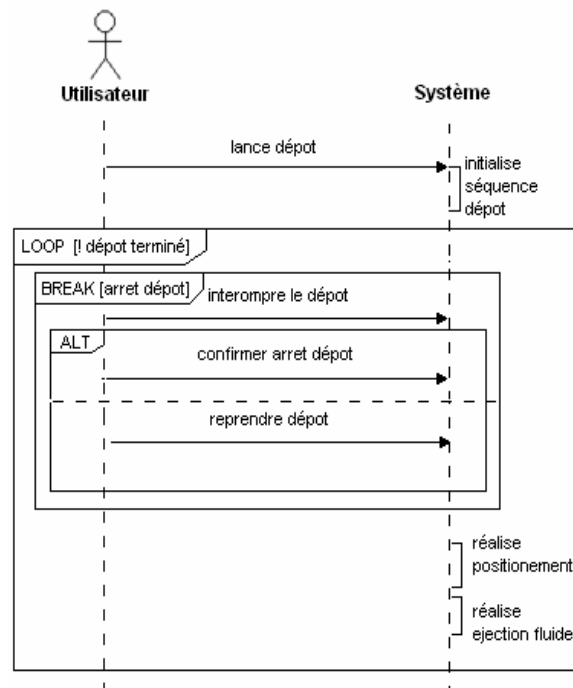 Utilisateur
Système
lance dépot
initialise
séquence
dépot
LOOP [! dépot terminé]
BREAK [arret dépot]
interompre le dépot
ALT
confirmer arret dépot
reprendre dépot
réalise
positionement
réalise
ejection fluide